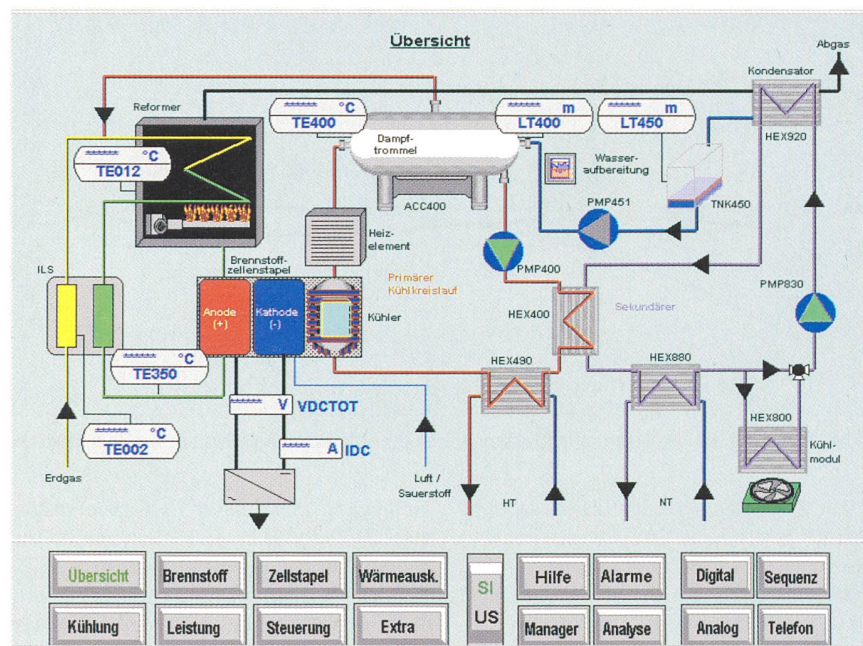 Übersicht
Abgas
Kondensator
Reformer
****** °C
TE400
****** m
LT400
****** m
LT450
HEX920
Dampf-
trommel
****** °C
TE012
Wasser-
aufbereitung
ACC400
PMP451
TNK450
Heiz-
element
PMP400
Brennstoff-
zellenstapel
ILS
Primärer
Kühlkreislauf
Sekundärer
PMP830
Anode
(+)
Kathode
(-)
Kühler
HEX400
HEX490
HEX880
****** °C
TE350
****** V
VDCTOT
HEX800
****** °C
TE002
****** A
IDC
Kühl-
modul
Erdgas
Luft /
Sauerstoff
HT
NT
Übersicht
Brennstoff
Zellstapel
Wärmeausk.
SI
US
Hilfe
Alarme
Digital
Sequenz
Kühlung
Leistung
Steuerung
Extra
Manager
Analyse
Analog
Telefon